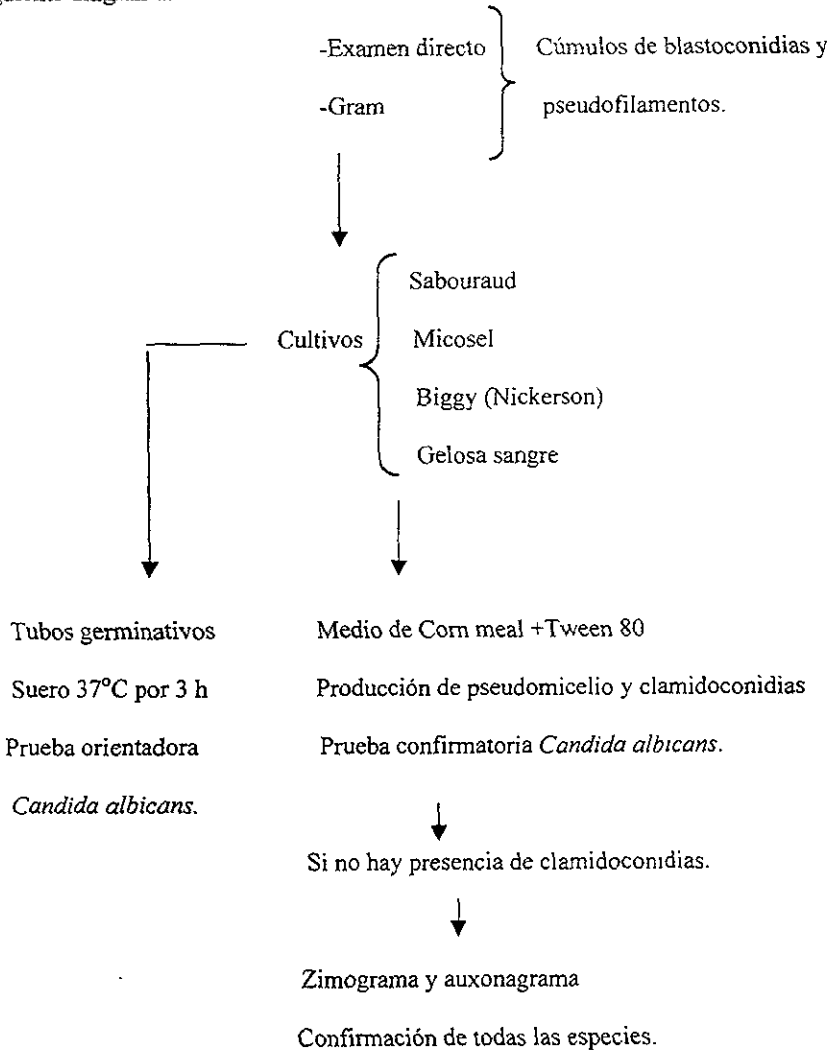 -Examen directo
Cúmulos de blastoconidias y
-Gram
pseudofilamentos.
Cultivos
Sabouraud
Micosel
Biggy (Nickerson)
Gelosa sangre
Tubos germinativos
Suero 37°C por 3 h
Prueba orientadora
Candida albicans.
Medio de Corn meal +Tween 80
Producción de pseudomicelio y clamidoconidias
Prueba confirmatoria Candida albicans.
Si no hay presencia de clamidoconidias.
Zimograma y auxonagrama
Confirmación de todas las especies.